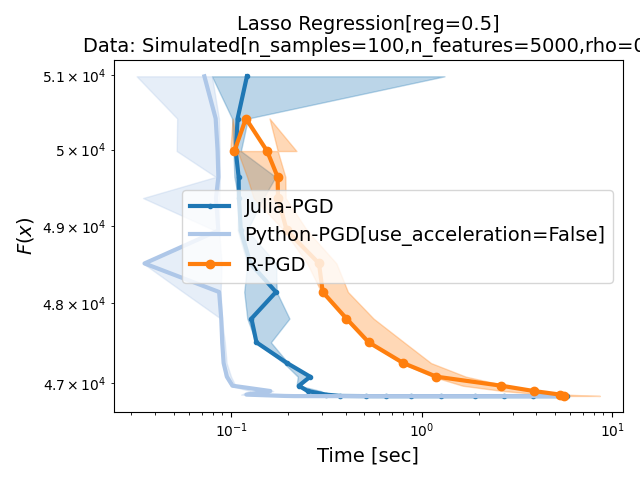 Lasso Regression[reg=0.5]
Data: Simulated[n_samples=100,n_features=5000,rho=0
5.1 × 10⁴
5 × 10⁴
4.9 × 10⁴
4.8 × 10⁴
4.7 × 10⁴
F(x)
Julia-PGD
Python-PGD[use_acceleration=False]
R-PGD
10⁻¹ 10⁰ 10¹
Time [sec]